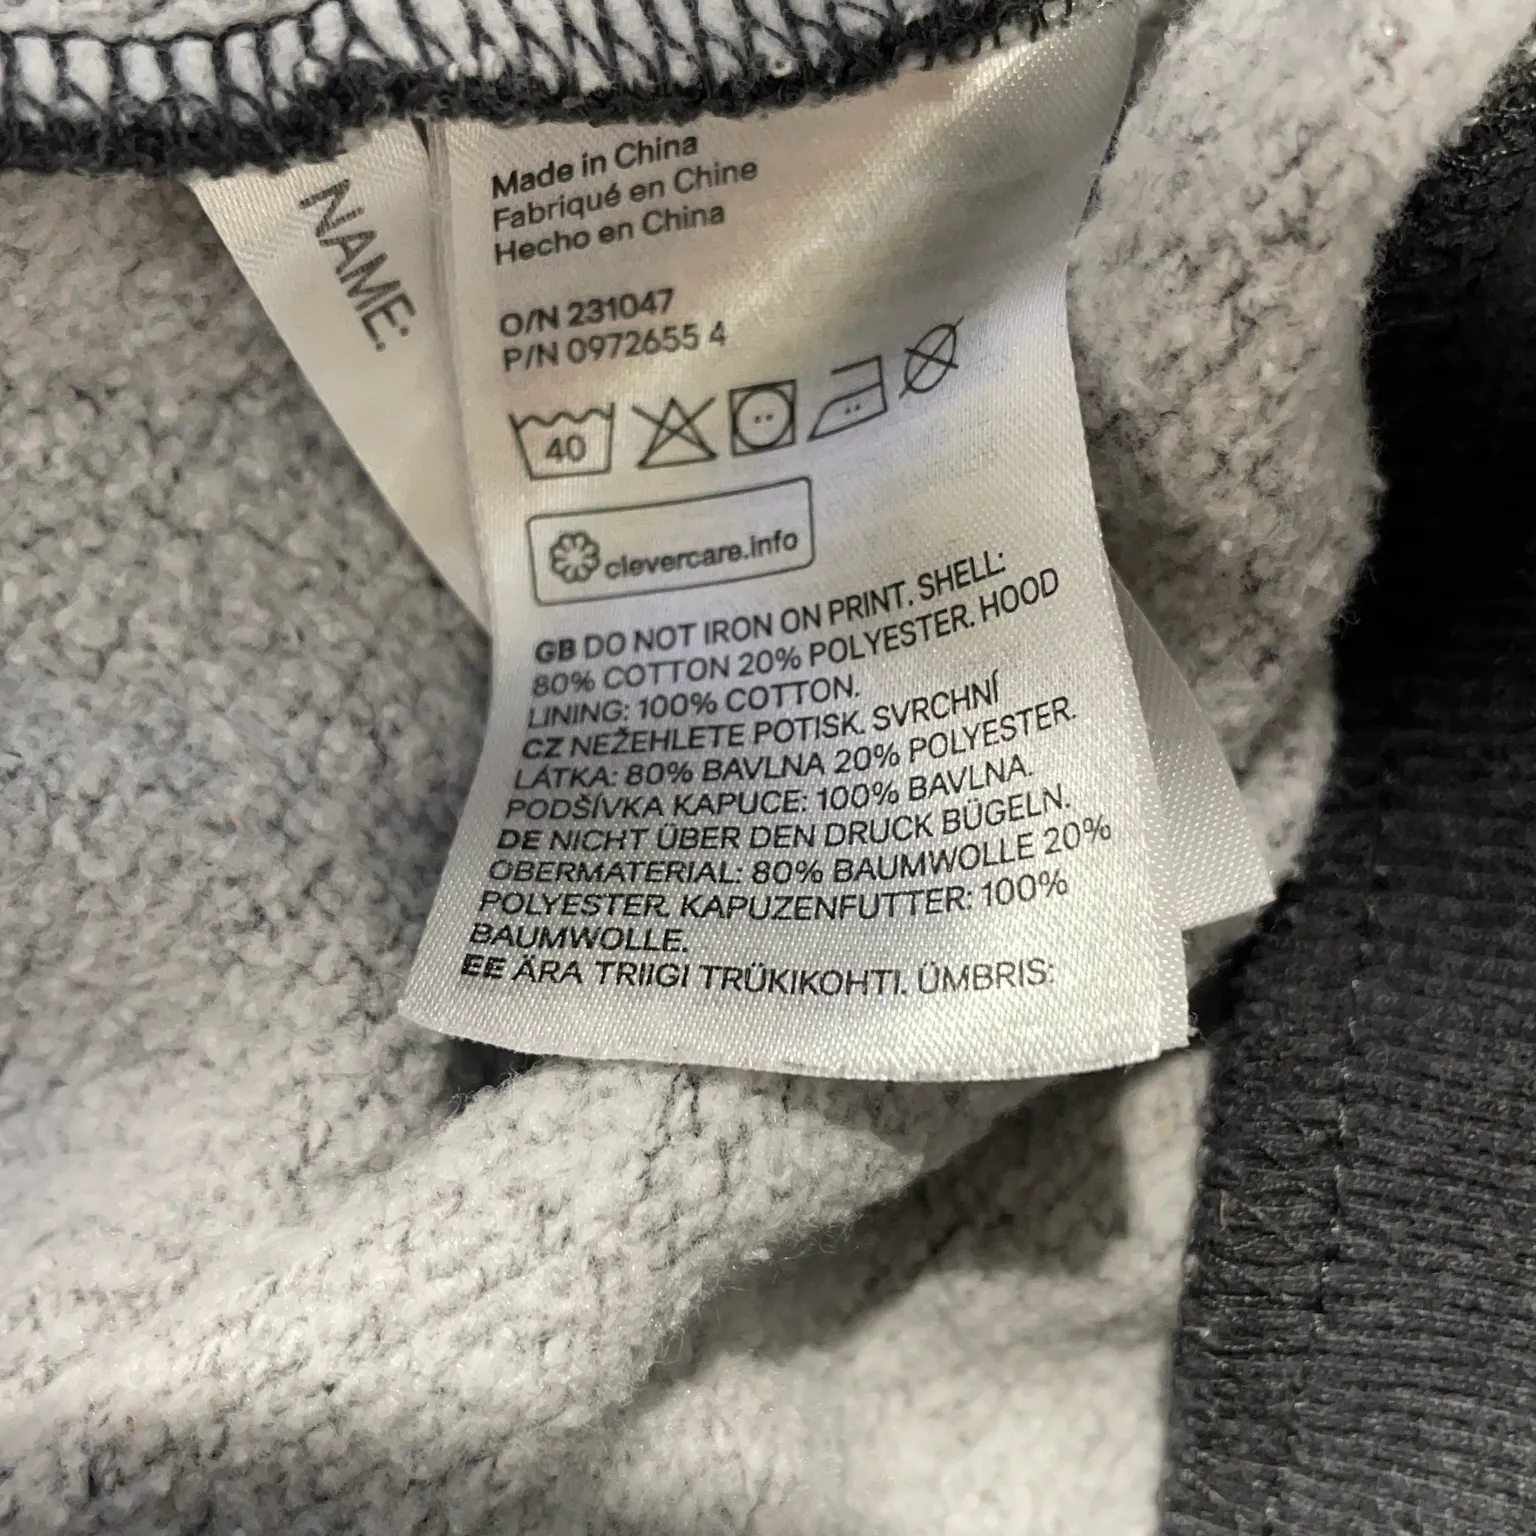 NAME:
Made in China
Fabriqué en Chine
Hecho en China
O/N 231047
P/N 0972655 4
40
clevercare.info
GB DO NOT IRON ON PRINT. SHELL:
80% COTTON 20% POLYESTER. HOOD
LINING: 100% COTTON.
CZ NEŽEHLETE POTISK. SVRCHNÍ
LÁTKA: 80% BAVLNA 20% POLYESTER.
PODŠÍVKA KAPUCE: 100% BAVLNA.
DE NICHT ÜBER DEN DRUCK BÜGELN.
OBERMATERIAL: 80% BAUMWOLLE 20%
POLYESTER. KAPUZENFUTTER: 100%
BAUMWOLLE.
EE ÄRA TRIIGI TRÜKIKOHTI. ÜMBRIS: